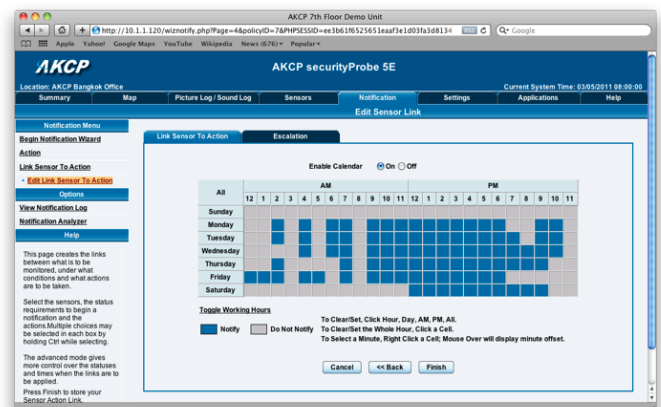 AKCP 7th Floor Demo Unit
http://10.1.1.120/wiznotify.php?Page=4&policyID=7&PHPSESSID=ee3b61f6525651eaaf3e1d03fa3d8134
Google
Apple Yahoo! Google Maps YouTube Wikipedia News (676) Popular
AKCP
AKCP securityProbe 5E
Location: AKCP Bangkok Office
Current System Time: 03/05/2011 08:00:00
Summary Map Picture Log / Sound Log Sensors Notification Settings Applications Help
Edit Sensor Link
Notification Menu
Begin Notification Wizard
Action
Link Sensor To Action
Edit Link Sensor To Action
Options
View Notification Log
Notification Analyzer
Help
This page creates the links
between what is to be
monitored, under what
conditions and what actions
are to be taken.
Select the sensors, the status
requirements to begin a
notification and the
actions.Multiple choices may
be selected in each box by
holding Ctrl while selecting.
The advanced mode gives
more control over the statuses
and times when the links are to
be applied.
Press Finish to store your
Sensor Action Link.
Link Sensor To Action Escalation
Enable Calendar On Off
All AM PM
12 1 2 3 4 5 6 7 8 9 10 11 12 1 2 3 4 5 6 7 8 9 10 11
Sunday
Monday
Tuesday
Wednesday
Thursday
Friday
Saturday
Toggle Working Hours
Notify Do Not Notify
To Clear/Set, Click Hour, Day, AM, PM, All.
To Clear/Set the Whole Hour, Click a Cell.
To Select a Minute, Right Click a Cell; Mouse Over will display minute offset.
Cancel << Back Finish